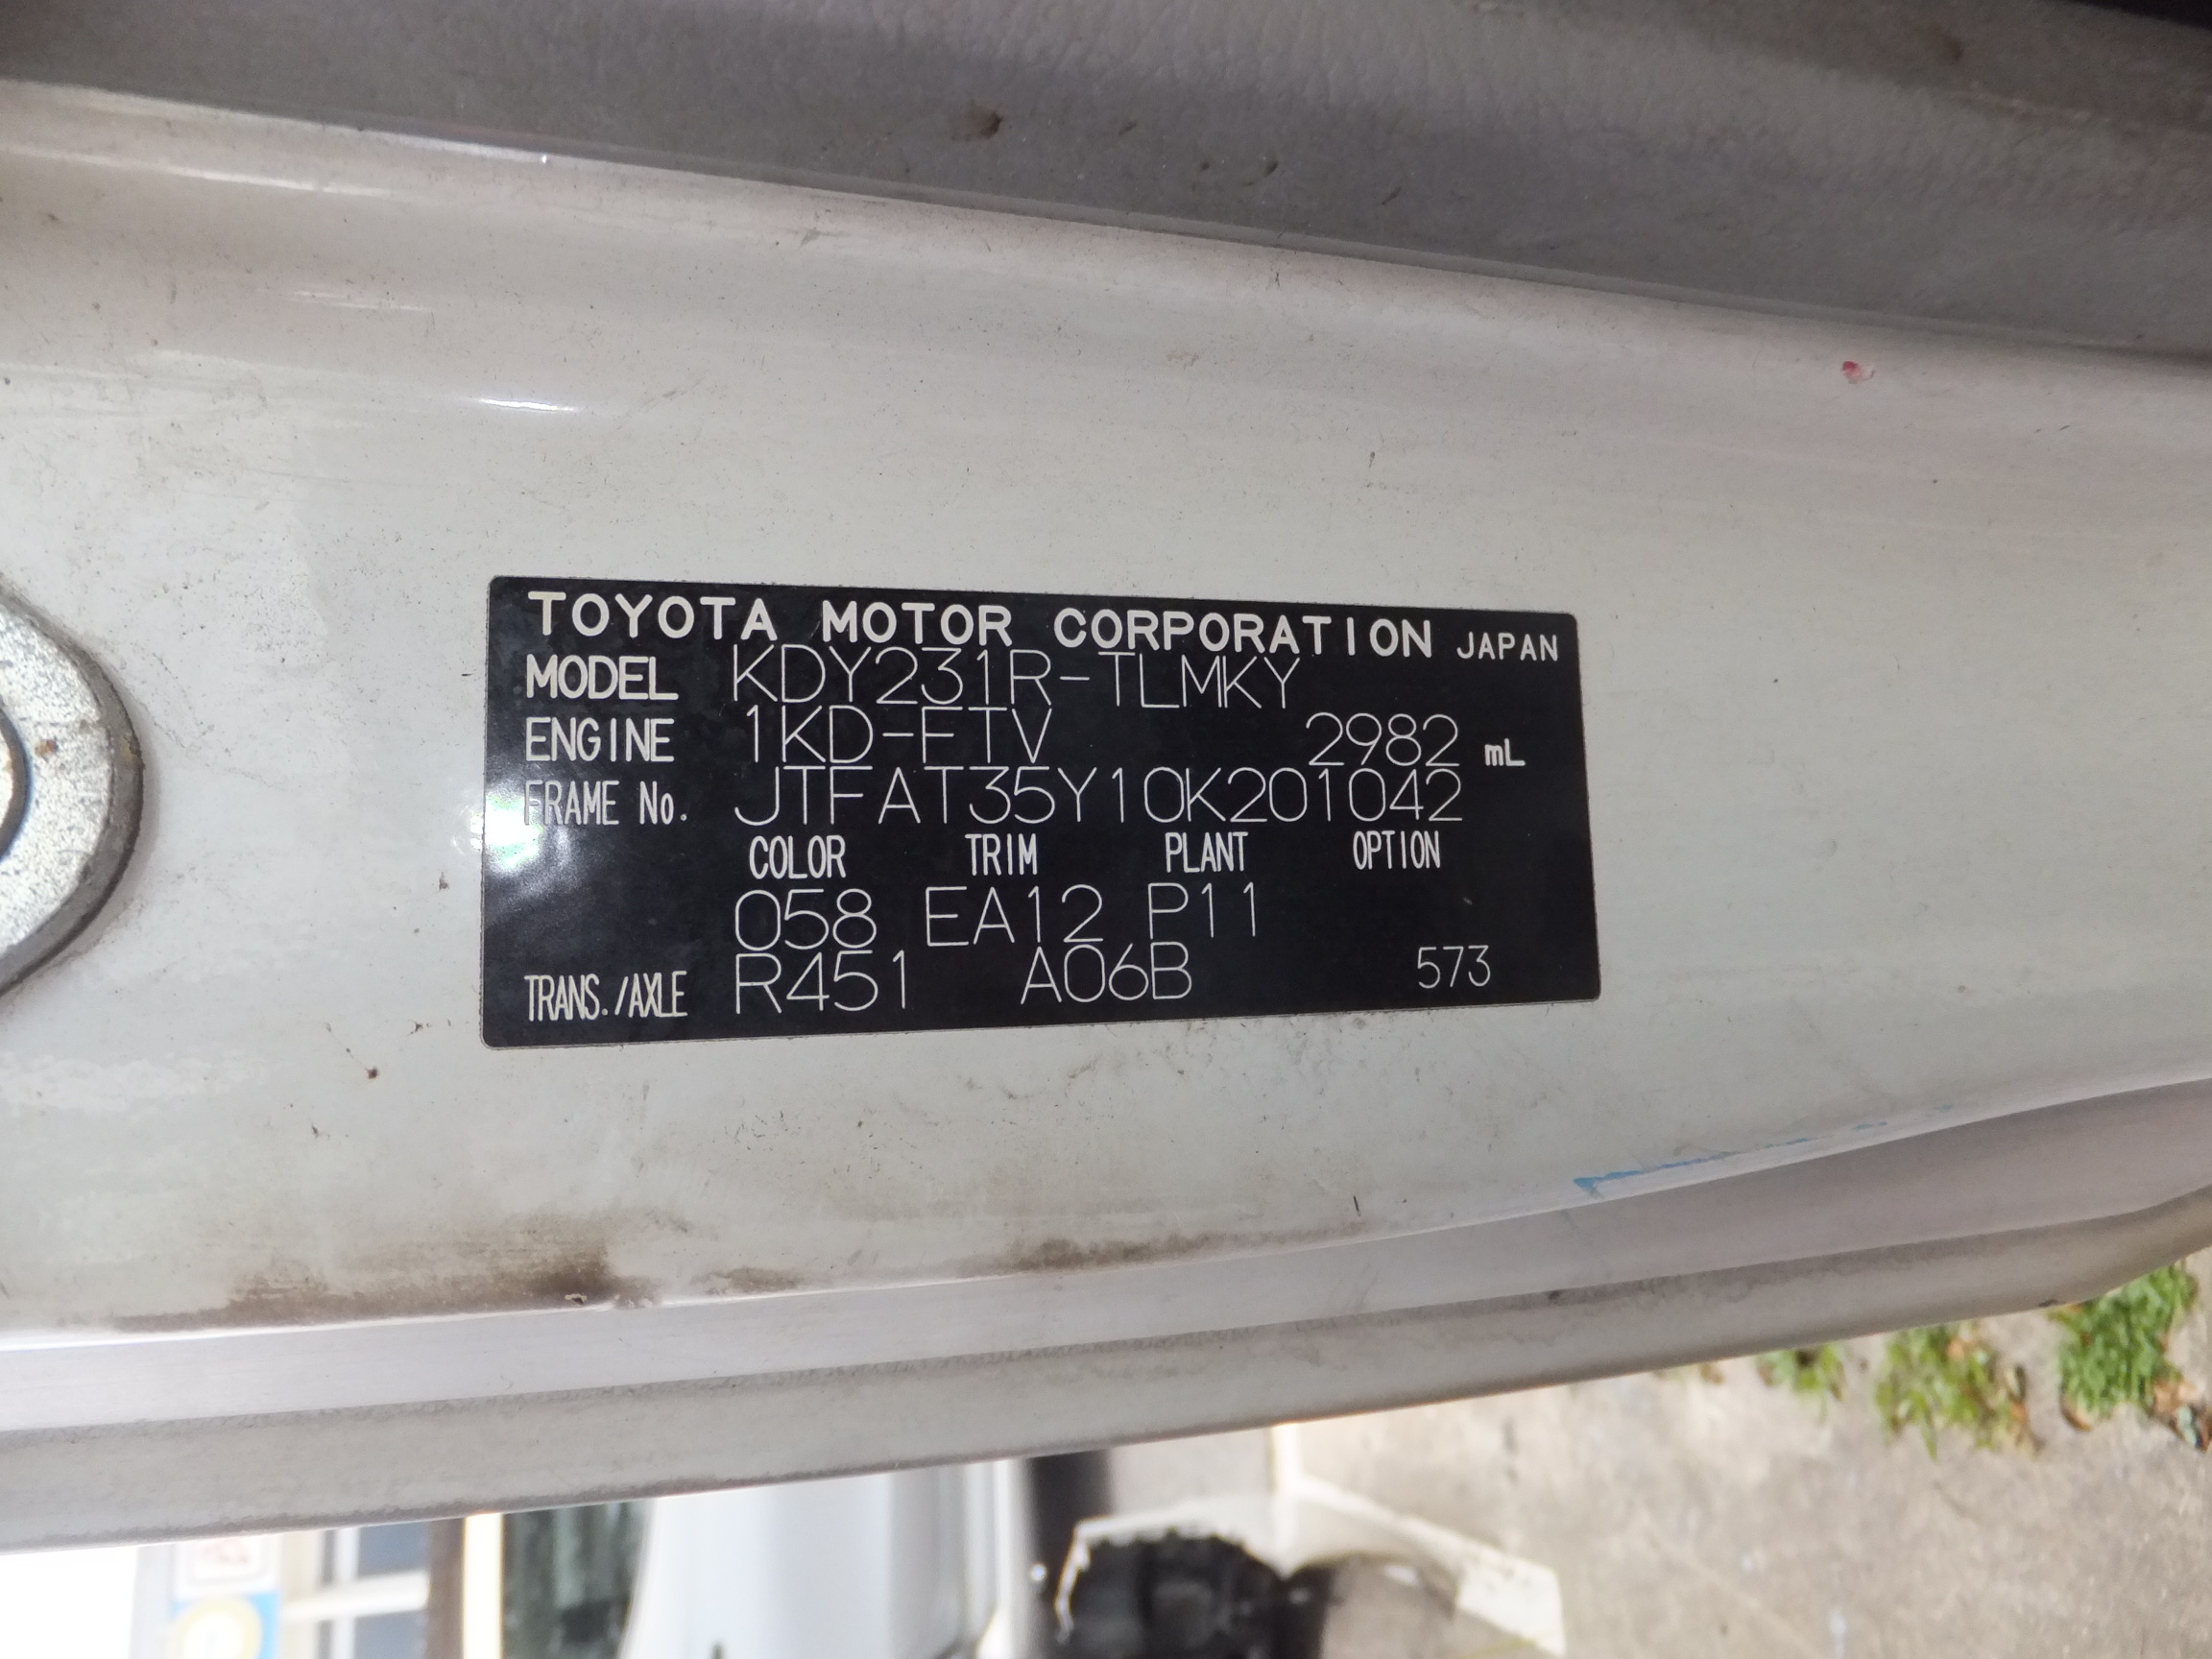 TOYOTA MOTOR CORPORATION JAPAN
MODEL KDY231R-TLMKY
ENGINE 1KD-FTV 2982 mL
FRAME No. JTFAT35Y10K201042
COLOR TRIM PLANT OPTION
058 EA12 P11
TRANS./AXLE R451 A06B 573